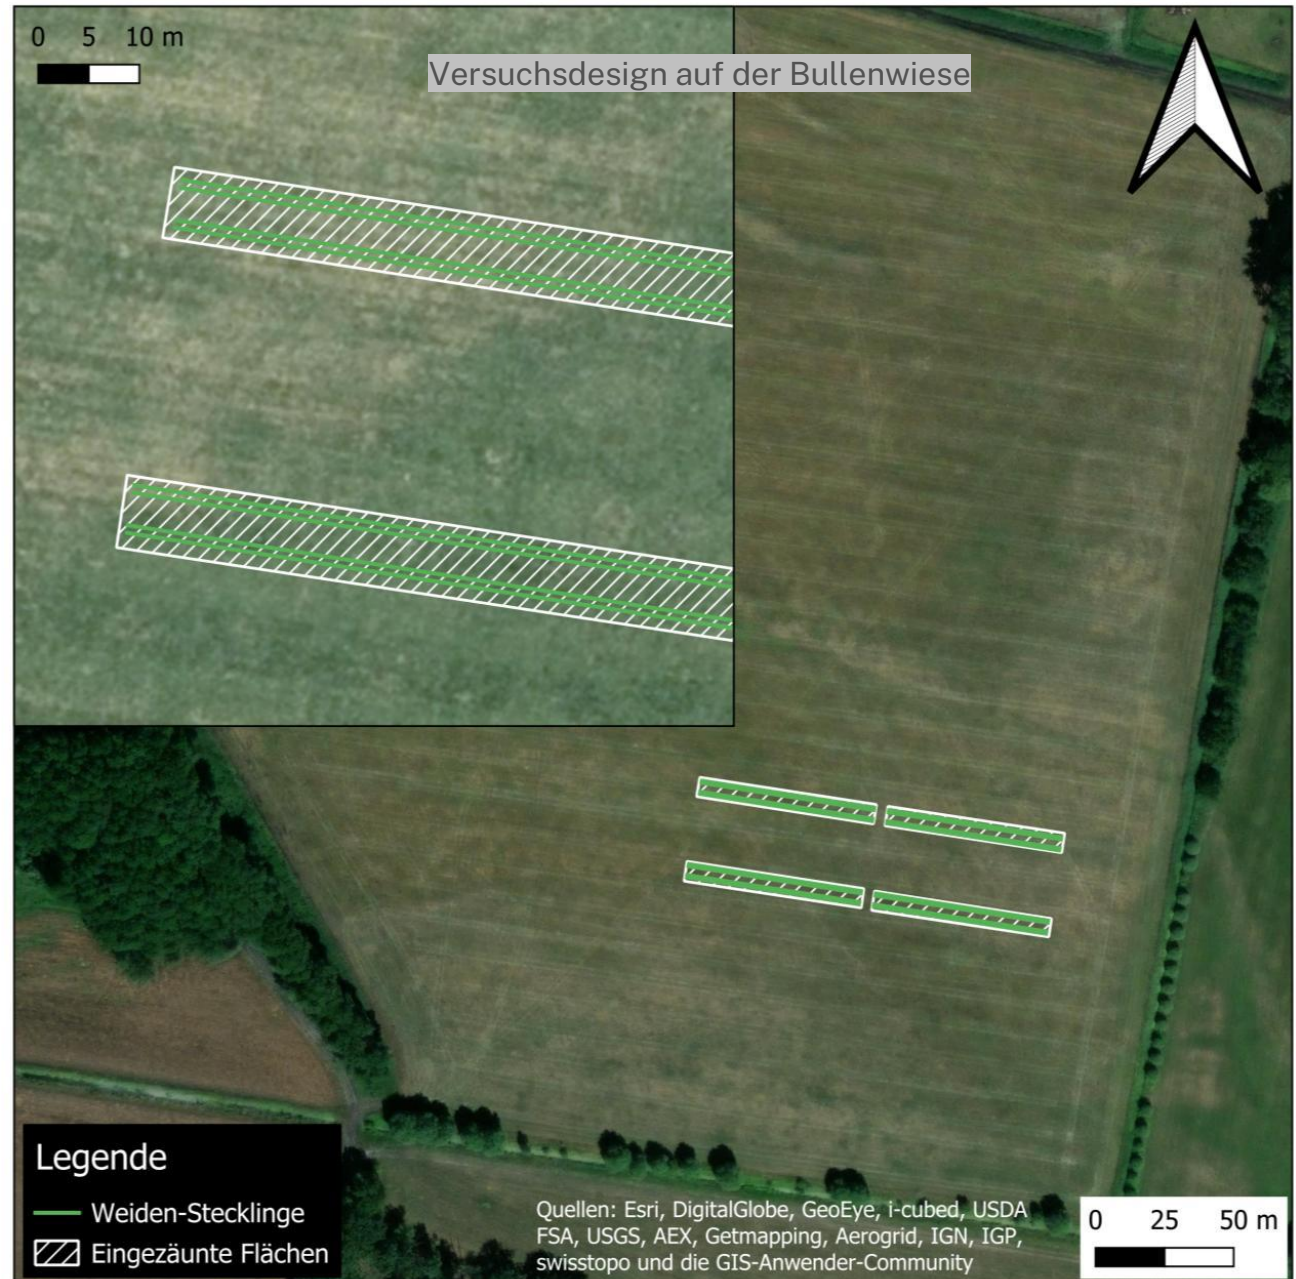 0 5 10 m
Versuchsdesign auf der Bullenwiese
Legende
Weiden-Stecklinge
Eingezäunte Flächen
Quellen: Esri, DigitalGlobe, GeoEye, i-cubed, USDA
FSA, USGS, AEX, Getmapping, Aerogrid, IGN, IGP,
swisstopo und die GIS-Anwender-Community
0 25 50 m